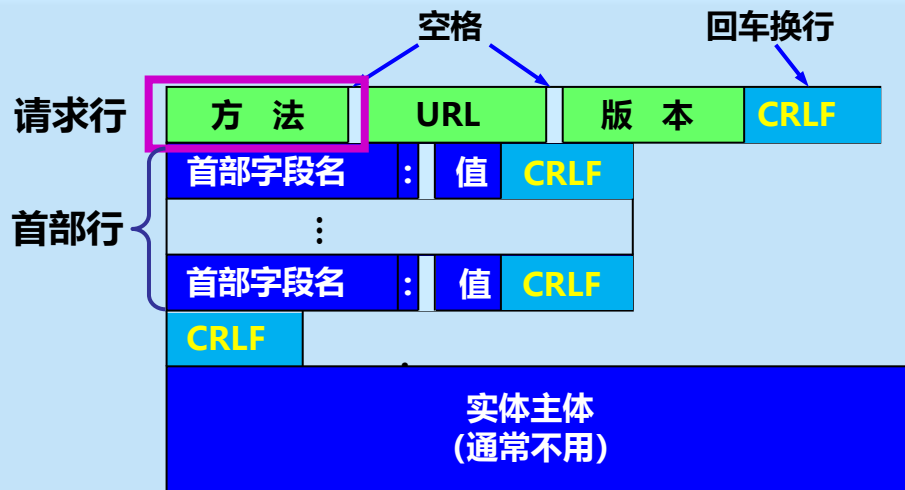 空格 回车换行
请求行 方 法 URL 版 本 CRLF
首部字段名 : 值 CRLF
首部行 ⋮
首部字段名 : 值 CRLF
CRLF
实体主体
(通常不用)